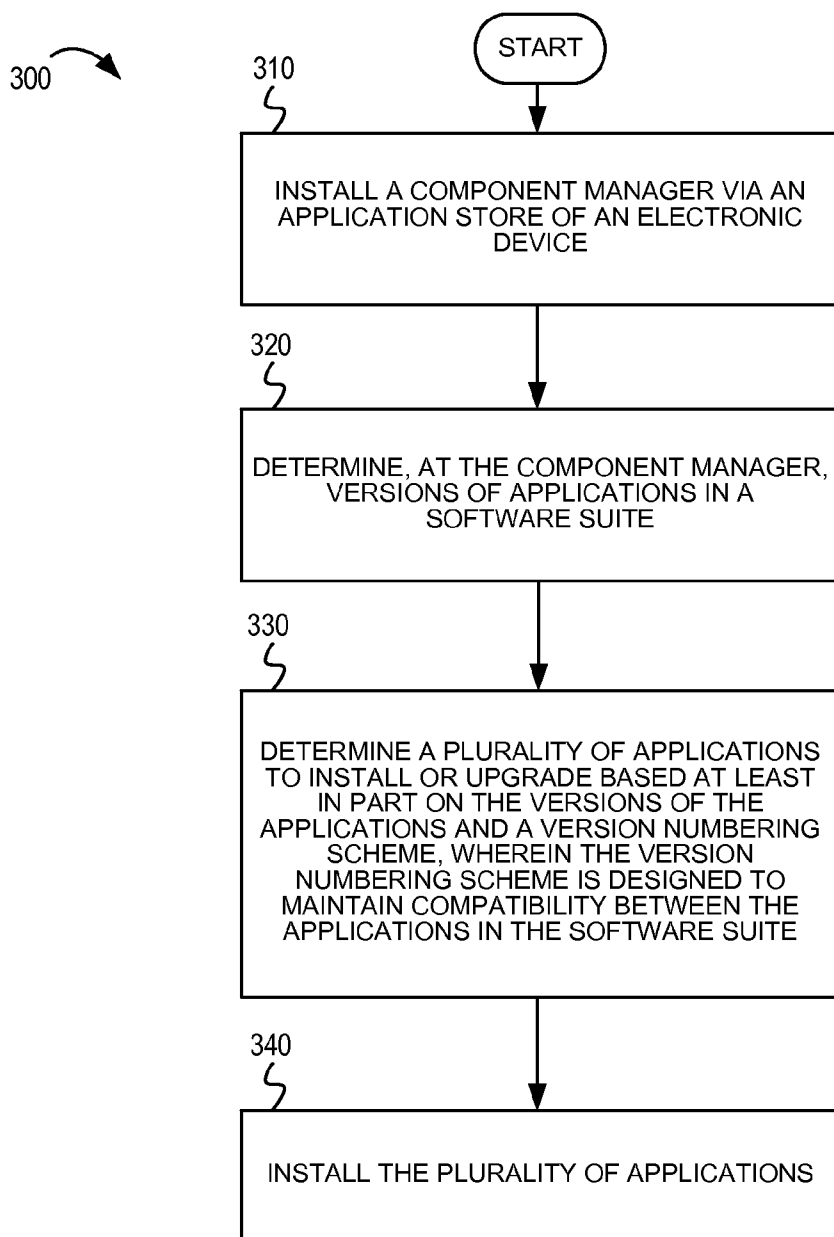 300
START
310
INSTALL A COMPONENT MANAGER VIA AN
APPLICATION STORE OF AN ELECTRONIC
DEVICE
320
DETERMINE, AT THE COMPONENT MANAGER,
VERSIONS OF APPLICATIONS IN A
SOFTWARE SUITE
330
DETERMINE A PLURALITY OF APPLICATIONS
TO INSTALL OR UPGRADE BASED AT LEAST
IN PART ON THE VERSIONS OF THE
APPLICATIONS AND A VERSION NUMBERING
SCHEME, WHEREIN THE VERSION
NUMBERING SCHEME IS DESIGNED TO
MAINTAIN COMPATIBILITY BETWEEN THE
APPLICATIONS IN THE SOFTWARE SUITE
340
INSTALL THE PLURALITY OF APPLICATIONS